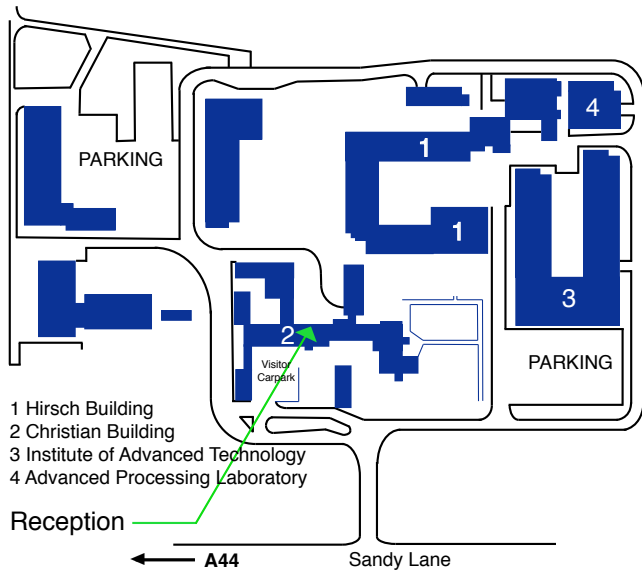 4
1
PARKING
1
3
2
Visitor
Carpark
PARKING
1 Hirsch Building
2 Christian Building
3 Institute of Advanced Technology
4 Advanced Processing Laboratory
Reception
A44
Sandy Lane